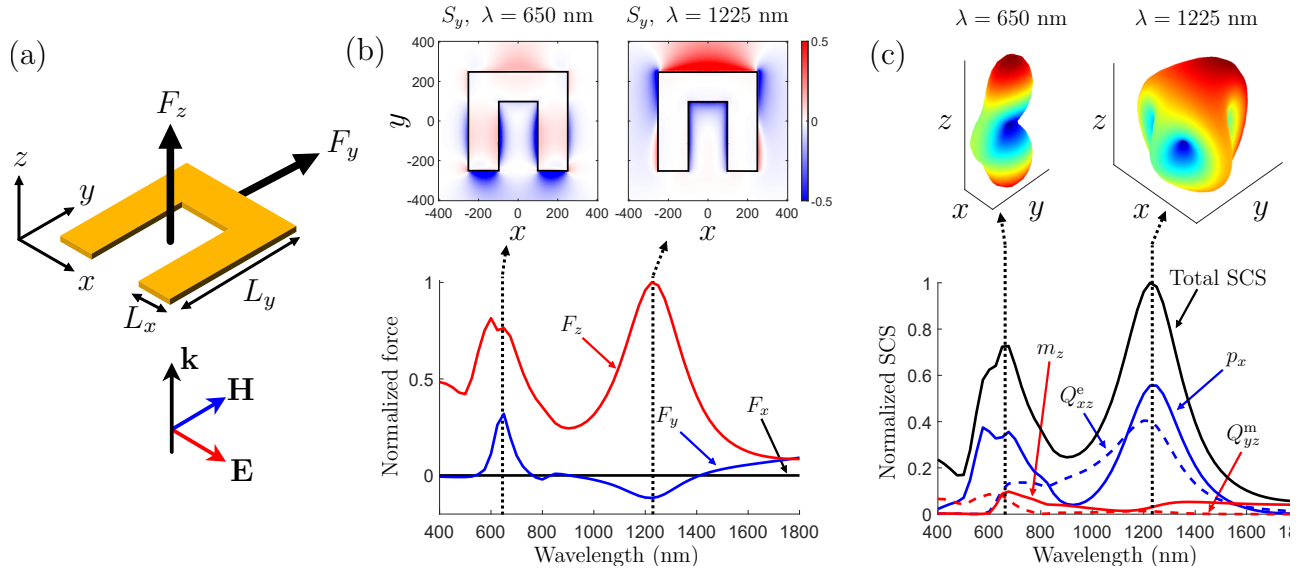 (a)
F_z
F_y
z
y
x
L_x
L_y
k
H
E
(b)
S_y, λ = 650 nm
S_y, λ = 1225 nm
400
200
0
-200
-400
y
-400 -200 0 200 400
x
-400 -200 0 200 400
x
0.5
0
-0.5
1
0.5
0
Normalized force
F_z
F_y
F_x
400 600 800 1000 1200 1400 1600 1800
Wavelength (nm)
(c)
λ = 650 nm
λ = 1225 nm
z
x
y
z
x
y
1
0.8
0.6
0.4
0.2
0
Normalized SCS
Total SCS
m_z
Q^e_xz
p_x
Q^m_yz
400 600 800 1000 1200 1400 1600 180
Wavelength (nm)